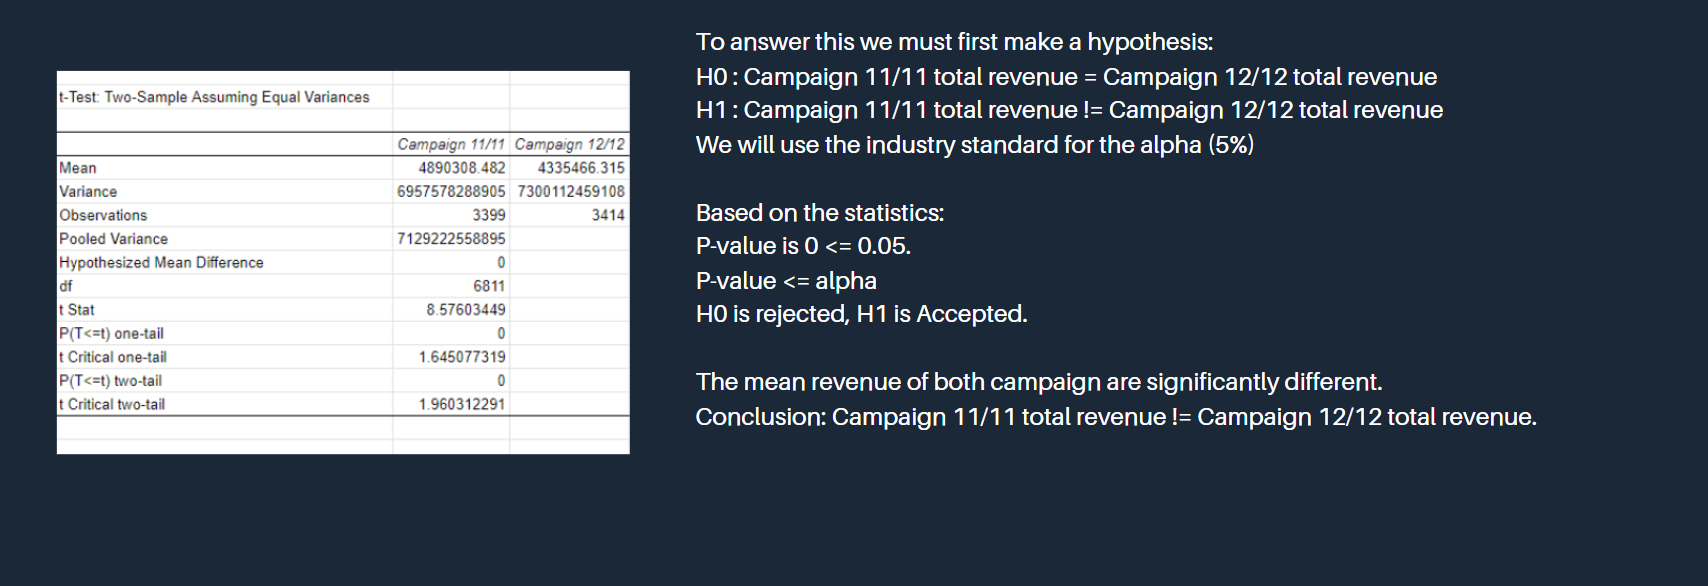 t-Test: Two-Sample Assuming Equal Variances
Campaign 11/11 Campaign 12/12
Mean 4890308.482 4335466.315
Variance 6957578288905 7300112459108
Observations 3399 3414
Pooled Variance 7129222558895
Hypothesized Mean Difference 0
df 6811
t Stat 8.57603449
P(T<=t) one-tail 0
t Critical one-tail 1.645077319
P(T<=t) two-tail 0
t Critical two-tail 1.960312291
To answer this we must first make a hypothesis:
H0 : Campaign 11/11 total revenue = Campaign 12/12 total revenue
H1 : Campaign 11/11 total revenue != Campaign 12/12 total revenue
We will use the industry standard for the alpha (5%)
Based on the statistics:
P-value is 0 <= 0.05.
P-value <= alpha
H0 is rejected, H1 is Accepted.
The mean revenue of both campaign are significantly different.
Conclusion: Campaign 11/11 total revenue != Campaign 12/12 total revenue.